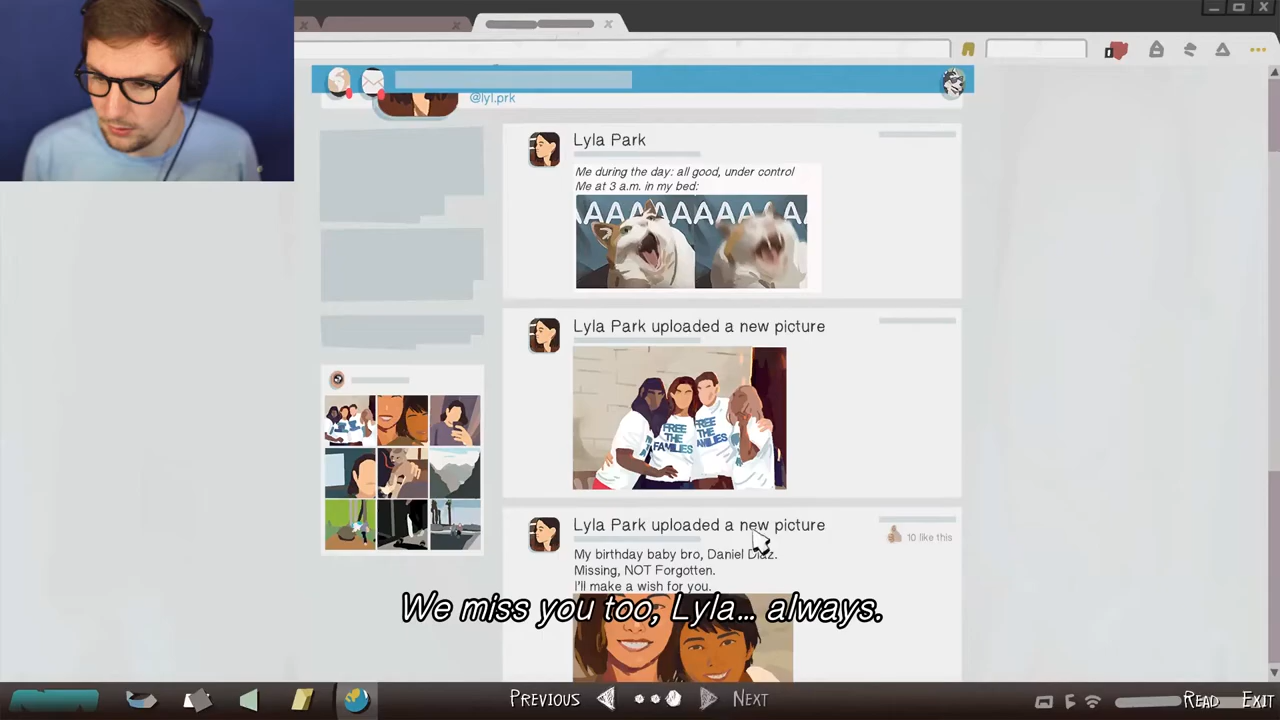 @lyl.prk
Lyla Park
Me during the day: all good, under control
Me at 3 a.m. in my bed:
AAAAAAAAAAA
Lyla Park uploaded a new picture
FREE
THE
FAMILIES
FREE
THE
FAMILIES
Lyla Park uploaded a new picture
10 like this
My birthday baby bro, Daniel Diaz.
Missing, NOT Forgotten.
I'll make a wish for you.
We miss you too, Lyla... always.
PREVIOUS
NEXT
READ
EXIT